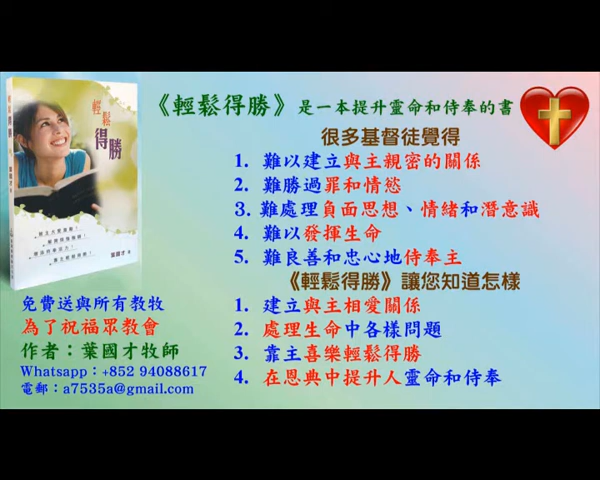 《輕鬆得勝》是一本提升靈命和侍奉的書
很多基督徒覺得
1. 難以建立與主親密的關係
2. 難勝過罪和情慾
3. 難處理負面思想、情緒和潛意識
4. 難以發揮生命
5. 難良善和忠心地侍奉主
《輕鬆得勝》讓您知道怎樣
1. 建立與主相愛關係
2. 處理生命中各樣問題
3. 靠主喜樂輕鬆得勝
4. 在恩典中提升人靈命和侍奉
輕鬆
得勝
輕鬆得勝
葉國才 著
免費送與所有教牧
為了祝福眾教會
作者：葉國才牧師
Whatsapp：+852 94088617
電郵：a7535a@gmail.com